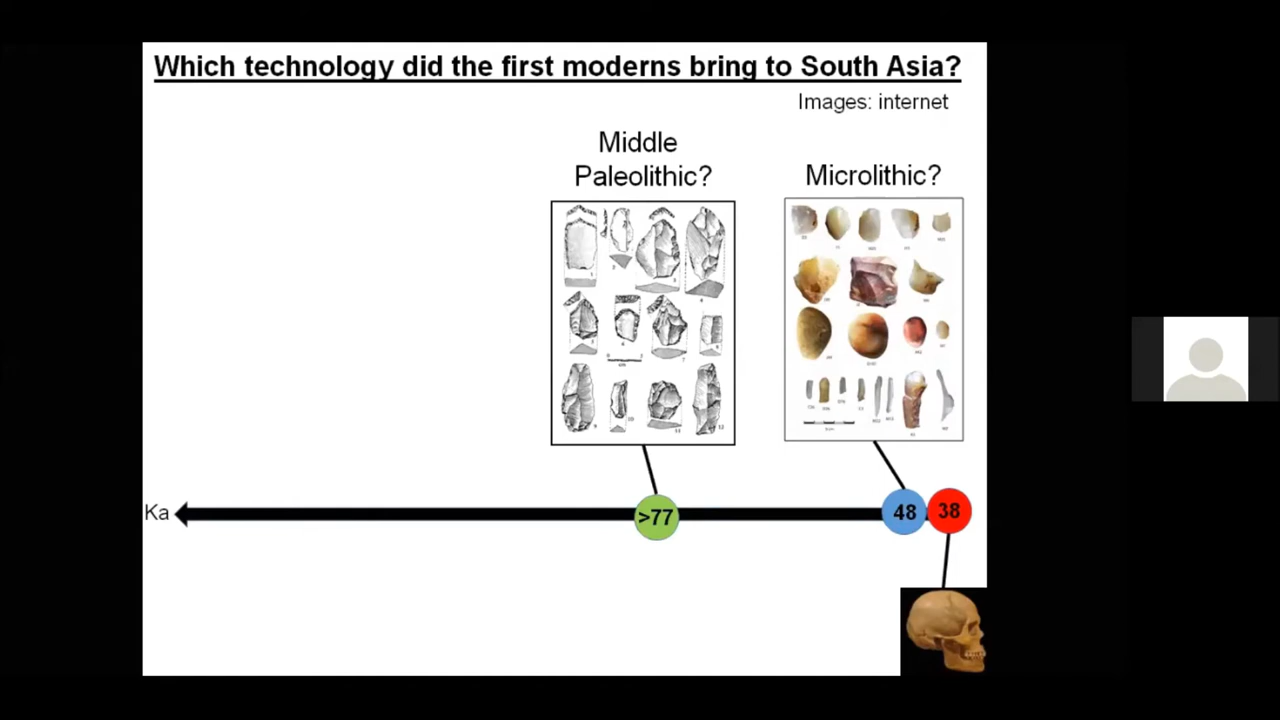 Which technology did the first moderns bring to South Asia?
Images: internet
Middle
Paleolithic?
Microlithic?
Ka
>77
48
38